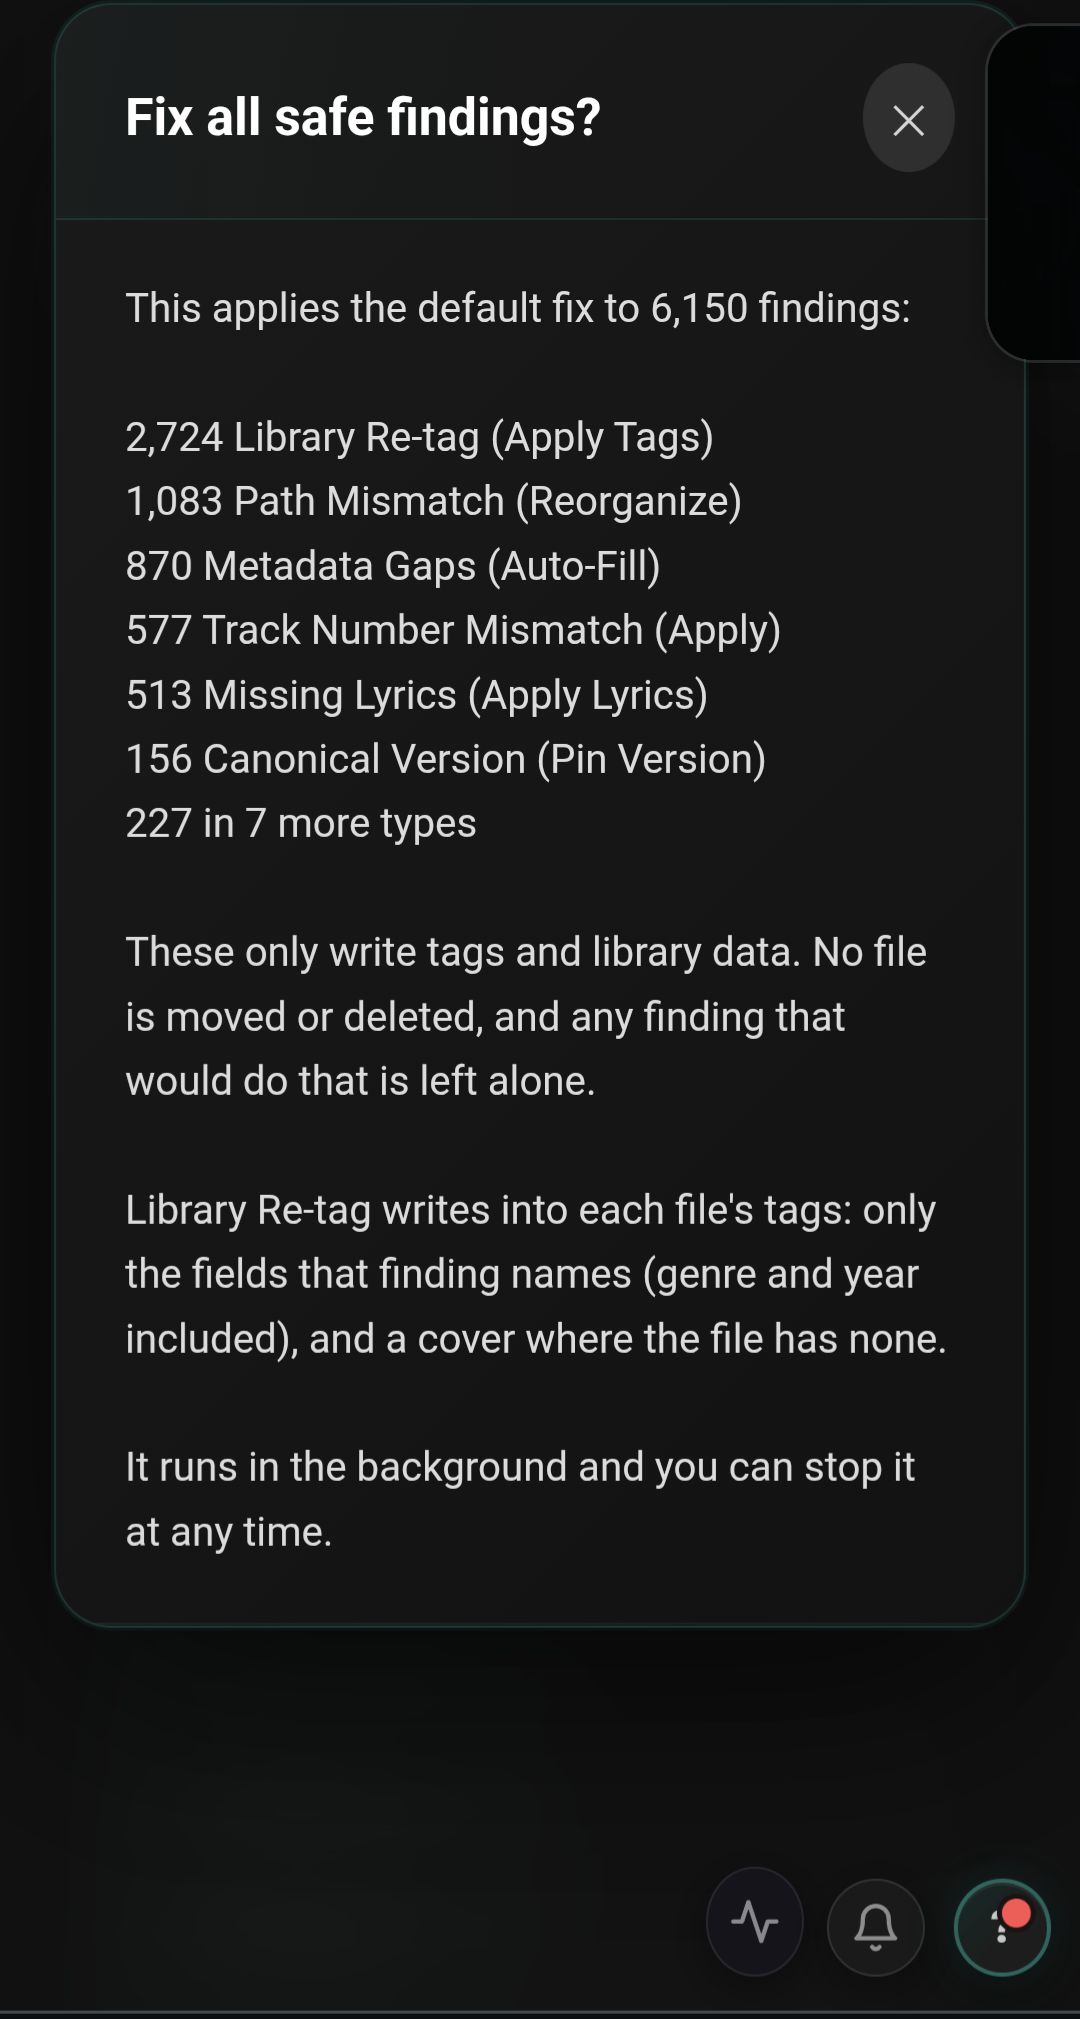 Fix all safe findings?
This applies the default fix to 6,150 findings:
2,724 Library Re-tag (Apply Tags)
1,083 Path Mismatch (Reorganize)
870 Metadata Gaps (Auto-Fill)
577 Track Number Mismatch (Apply)
513 Missing Lyrics (Apply Lyrics)
156 Canonical Version (Pin Version)
227 in 7 more types
These only write tags and library data. No file
is moved or deleted, and any finding that
would do that is left alone.
Library Re-tag writes into each file's tags: only
the fields that finding names (genre and year
included), and a cover where the file has none.
It runs in the background and you can stop it
at any time.